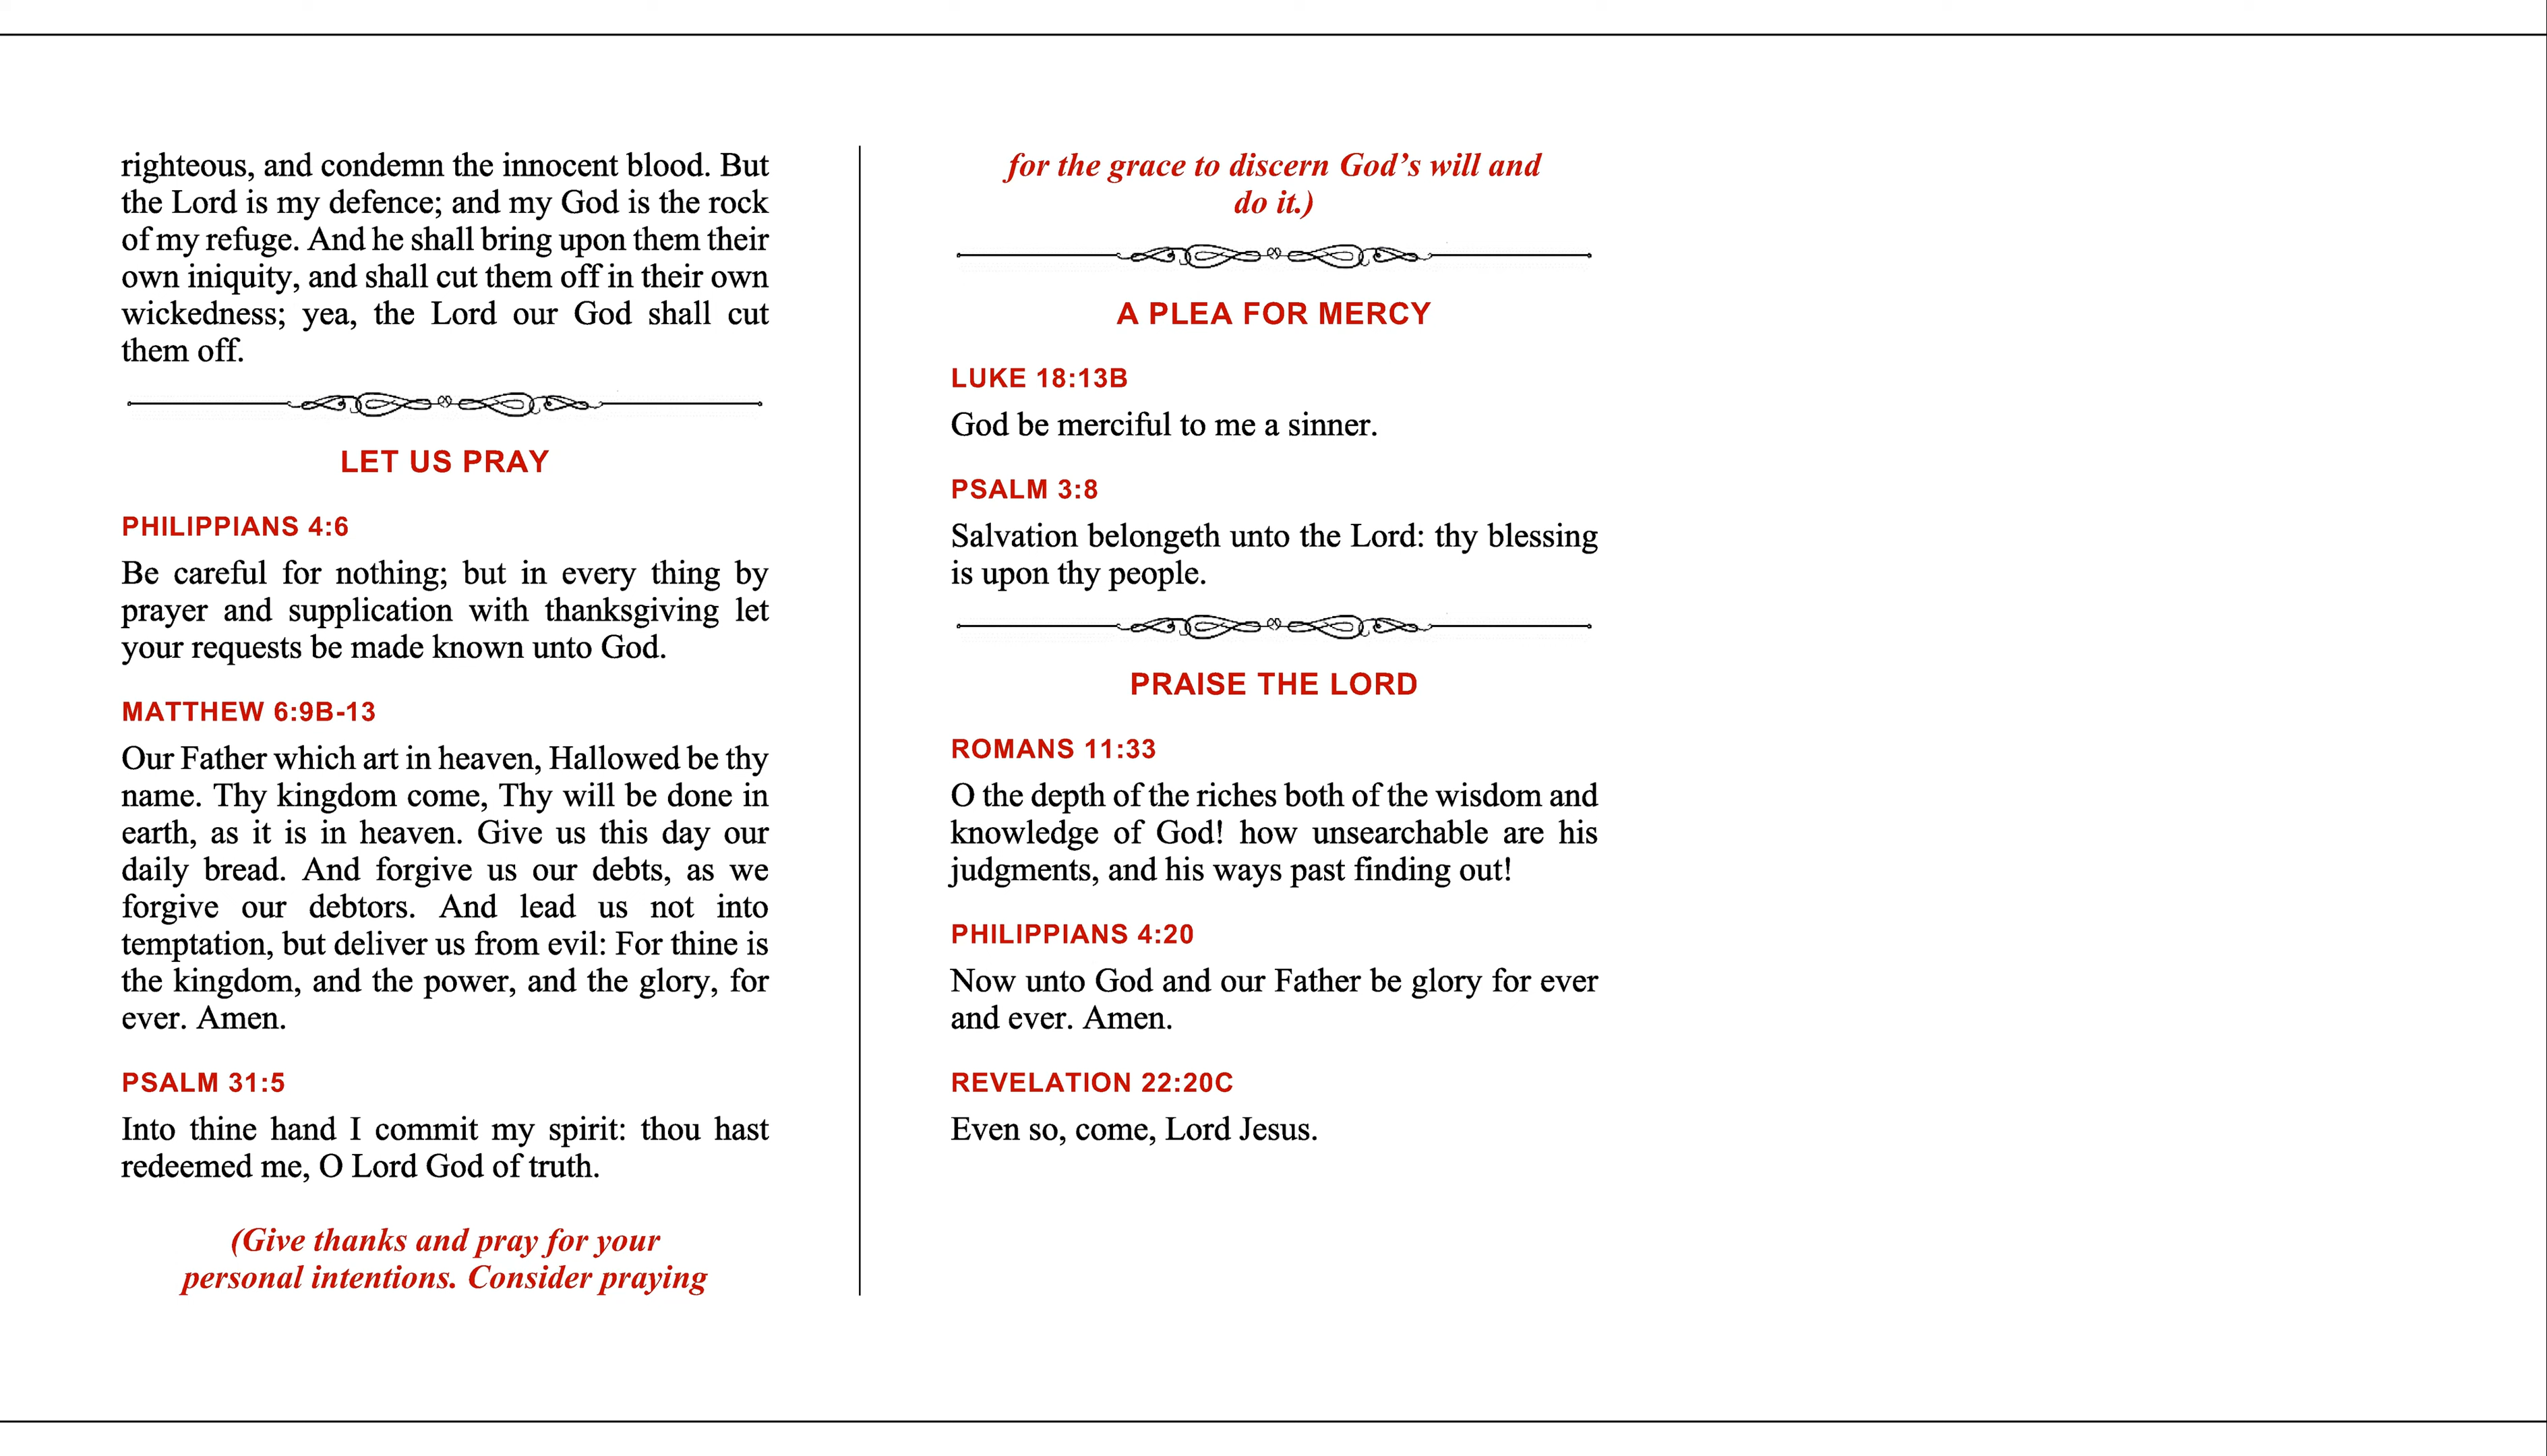 righteous, and condemn the innocent blood. But
the Lord is my defence; and my God is the rock
of my refuge. And he shall bring upon them their
own iniquity, and shall cut them off in their own
wickedness; yea, the Lord our God shall cut
them off.
LET US PRAY
PHILIPPIANS 4:6
Be careful for nothing; but in every thing by
prayer and supplication with thanksgiving let
your requests be made known unto God.
MATTHEW 6:9B-13
Our Father which art in heaven, Hallowed be thy
name. Thy kingdom come, Thy will be done in
earth, as it is in heaven. Give us this day our
daily bread. And forgive us our debts, as we
forgive our debtors. And lead us not into
temptation, but deliver us from evil: For thine is
the kingdom, and the power, and the glory, for
ever. Amen.
PSALM 31:5
Into thine hand I commit my spirit: thou hast
redeemed me, O Lord God of truth.
(Give thanks and pray for your
personal intentions. Consider praying
for the grace to discern God’s will and
do it.)
A PLEA FOR MERCY
LUKE 18:13B
God be merciful to me a sinner.
PSALM 3:8
Salvation belongeth unto the Lord: thy blessing
is upon thy people.
PRAISE THE LORD
ROMANS 11:33
O the depth of the riches both of the wisdom and
knowledge of God! how unsearchable are his
judgments, and his ways past finding out!
PHILIPPIANS 4:20
Now unto God and our Father be glory for ever
and ever. Amen.
REVELATION 22:20C
Even so, come, Lord Jesus.